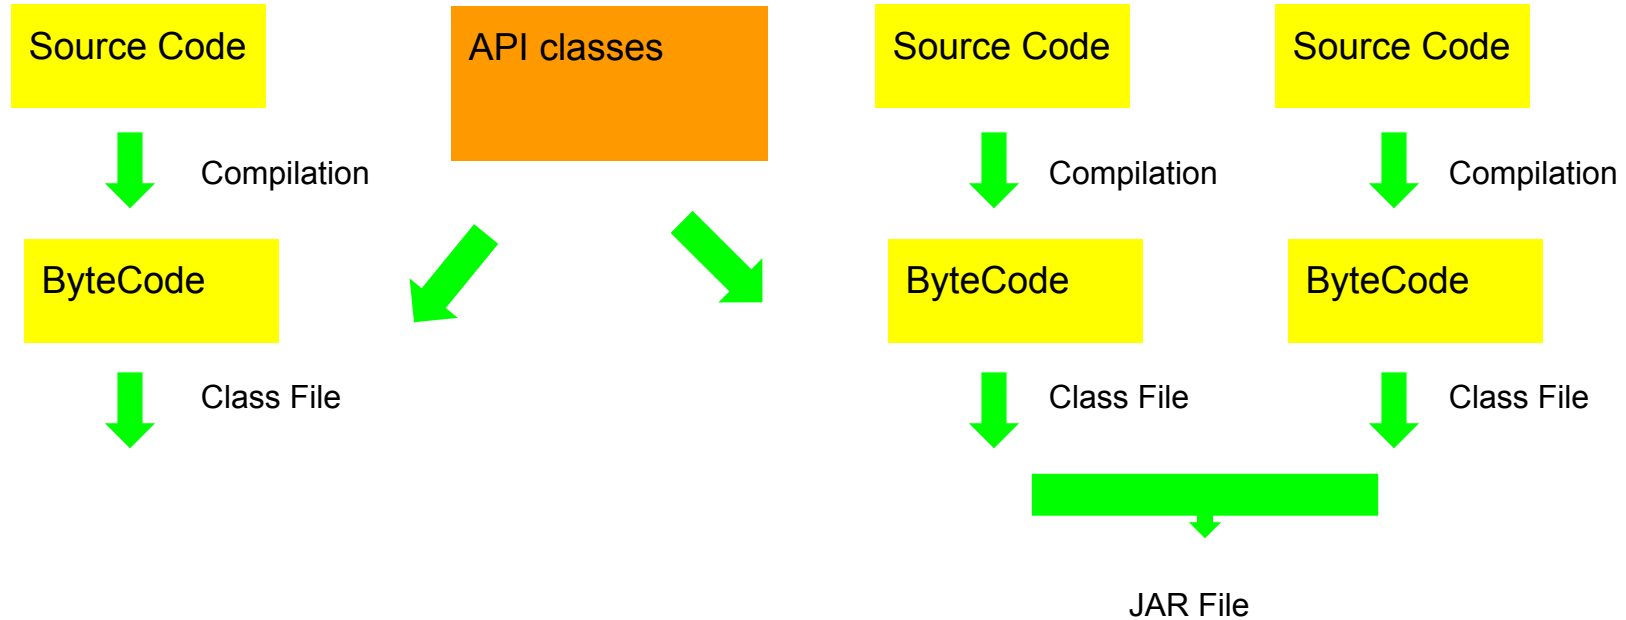 Source Code
API classes
Source Code
Source Code
Compilation
Compilation
Compilation
ByteCode
ByteCode
ByteCode
Class File
Class File
Class File
JAR File